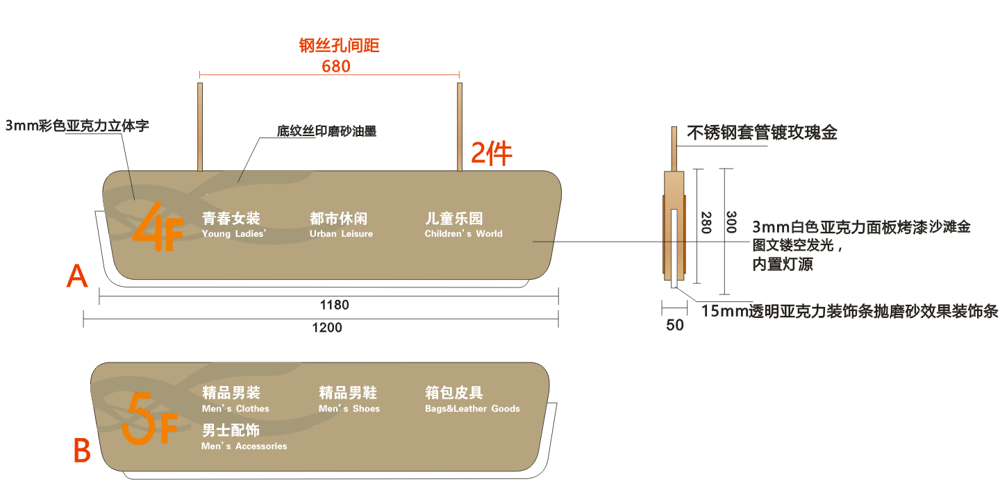 钢丝孔间距
680
3mm彩色亚克力立体字
底纹丝印磨砂油墨
2件
不锈钢套管镀玫瑰金
4F
青春女装
Young Ladies'
都市休闲
Urban Leisure
儿童乐园
Children's World
280
300
3mm白色亚克力面板烤漆沙滩金
图文镂空发光，
内置灯源
A
1180
1200
15mm透明亚克力装饰条抛磨砂效果装饰条
50
5F
精品男装
Men's Clothes
精品男鞋
Men's Shoes
箱包皮具
Bags&Leather Goods
男士配饰
Men's Accessories
B